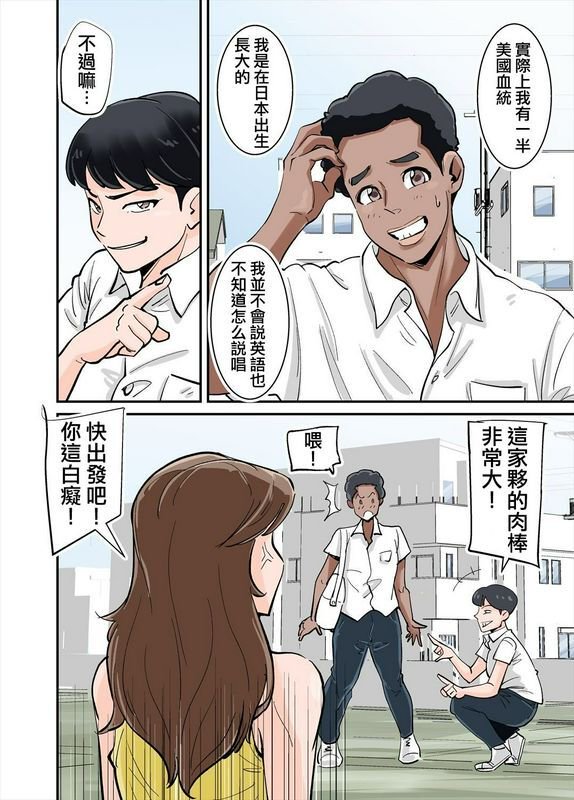 實際上我有一半
美國血統
我是在日本出生
長大的
我並不會説英語也
不知道怎么説唱
不過嘛…
這家夥的肉棒
非常大！
喂！
快出發吧！
你這白癡！